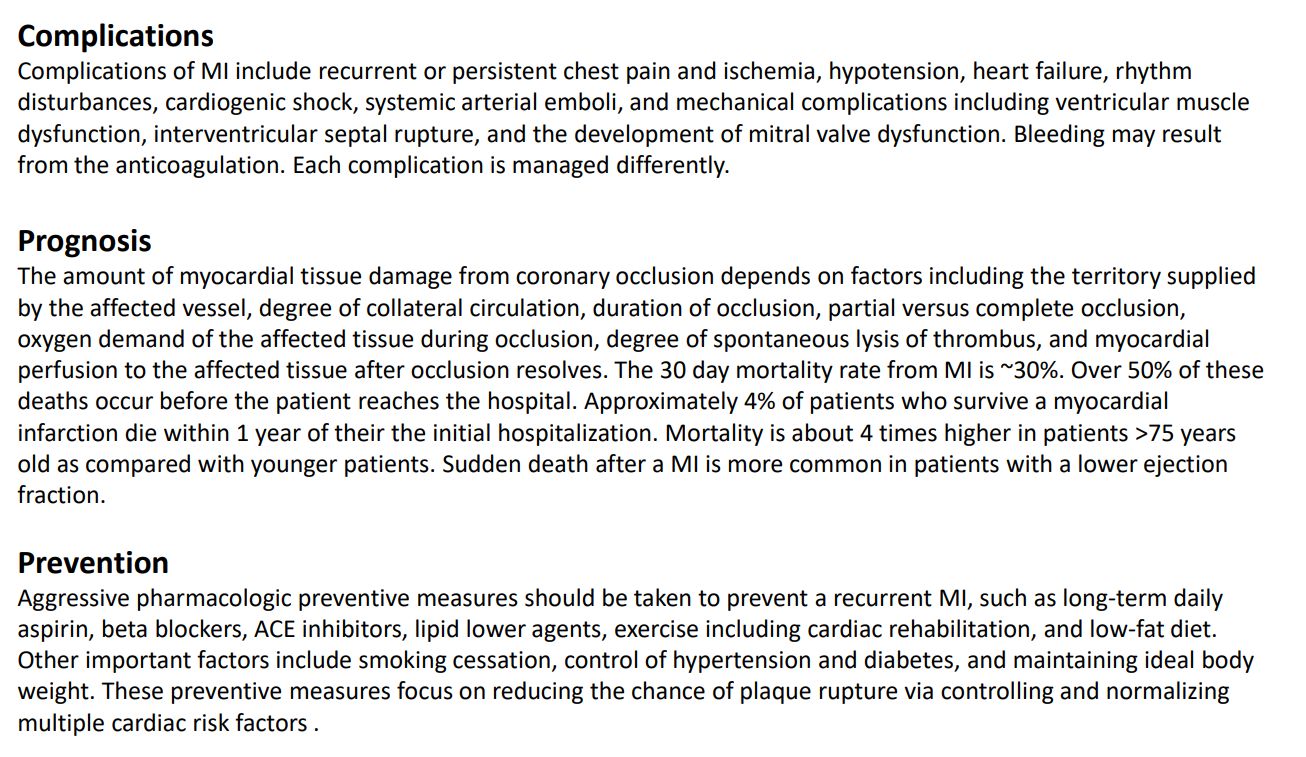 Complications
Complications of MI include recurrent or persistent chest pain and ischemia, hypotension, heart failure, rhythm
disturbances, cardiogenic shock, systemic arterial emboli, and mechanical complications including ventricular muscle
dysfunction, interventricular septal rupture, and the development of mitral valve dysfunction. Bleeding may result
from the anticoagulation. Each complication is managed differently.
Prognosis
The amount of myocardial tissue damage from coronary occlusion depends on factors including the territory supplied
by the affected vessel, degree of collateral circulation, duration of occlusion, partial versus complete occlusion,
oxygen demand of the affected tissue during occlusion, degree of spontaneous lysis of thrombus, and myocardial
perfusion to the affected tissue after occlusion resolves. The 30 day mortality rate from MI is ~30%. Over 50% of these
deaths occur before the patient reaches the hospital. Approximately 4% of patients who survive a myocardial
infarction die within 1 year of their the initial hospitalization. Mortality is about 4 times higher in patients >75 years
old as compared with younger patients. Sudden death after a MI is more common in patients with a lower ejection
fraction.
Prevention
Aggressive pharmacologic preventive measures should be taken to prevent a recurrent MI, such as long-term daily
aspirin, beta blockers, ACE inhibitors, lipid lower agents, exercise including cardiac rehabilitation, and low-fat diet.
Other important factors include smoking cessation, control of hypertension and diabetes, and maintaining ideal body
weight. These preventive measures focus on reducing the chance of plaque rupture via controlling and normalizing
multiple cardiac risk factors .